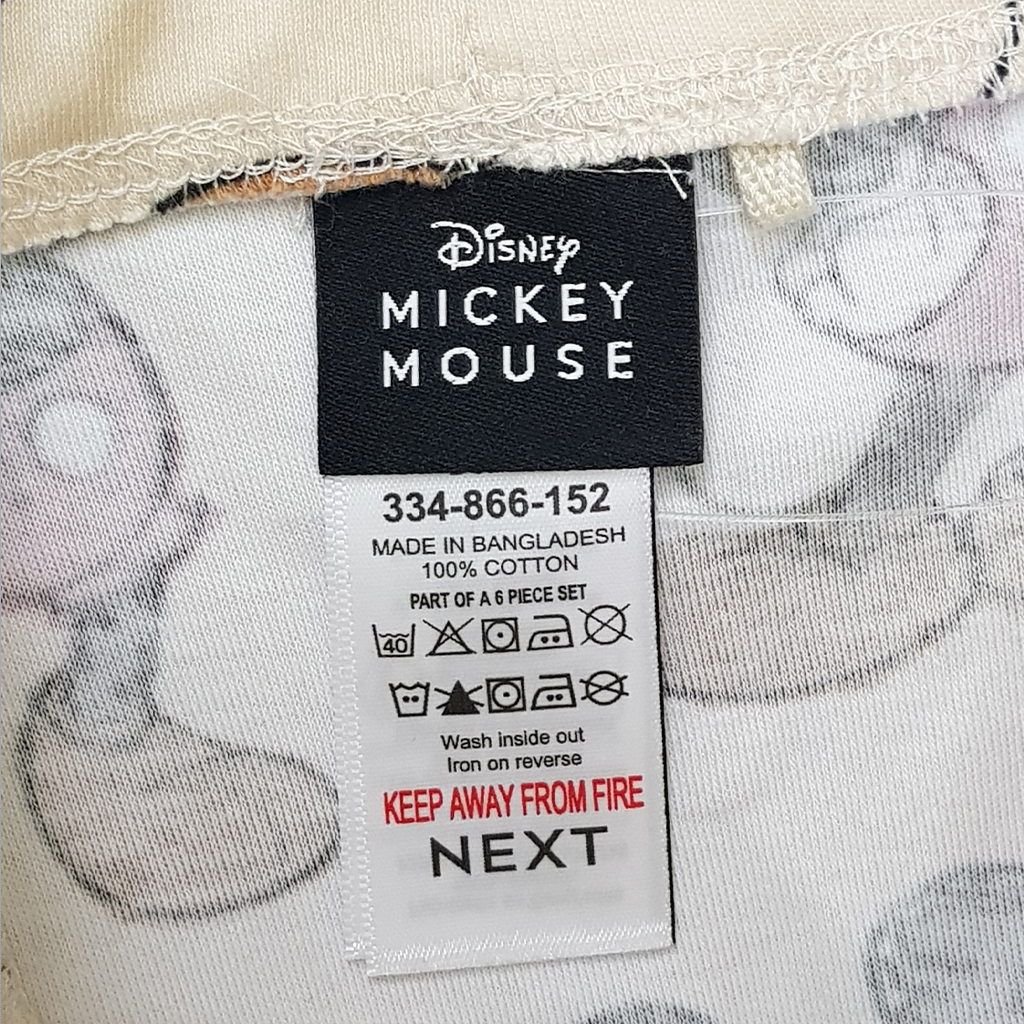 Disney
MICKEY
MOUSE
334-866-152
MADE IN BANGLADESH
100% COTTON
PART OF A 6 PIECE SET
40
Wash inside out
Iron on reverse
KEEP AWAY FROM FIRE
NEXT